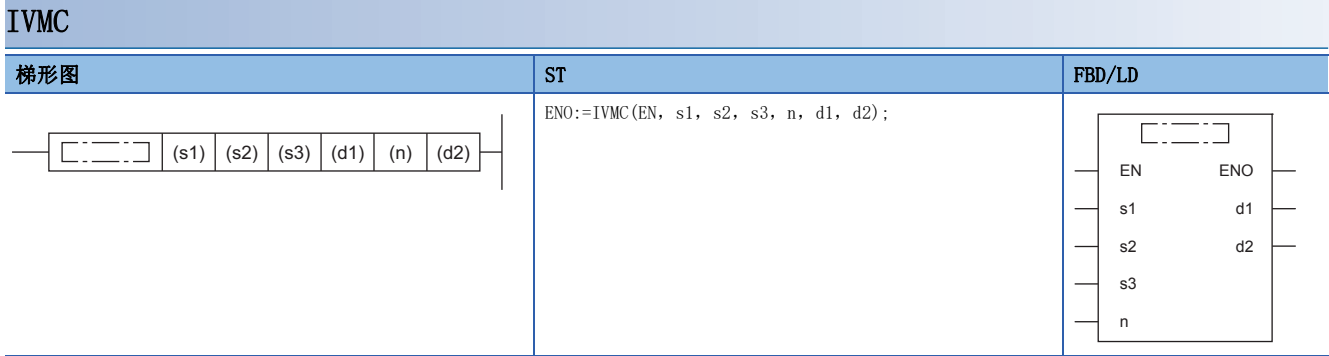 IVMC
梯形图 ST FBD/LD
ENO:=IVMC(EN, s1, s2, s3, n, d1, d2);
(s1) (s2) (s3) (d1) (n) (d2)
EN ENO
s1 d1
s2 d2
s3
n